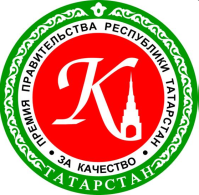 ПРЕМИЯ ПРАВИТЕЛЬСТВА РЕСПУБЛИКИ ТАТАРСТАН
К
• ЗА КАЧЕСТВО •
ТАТАРСТАН